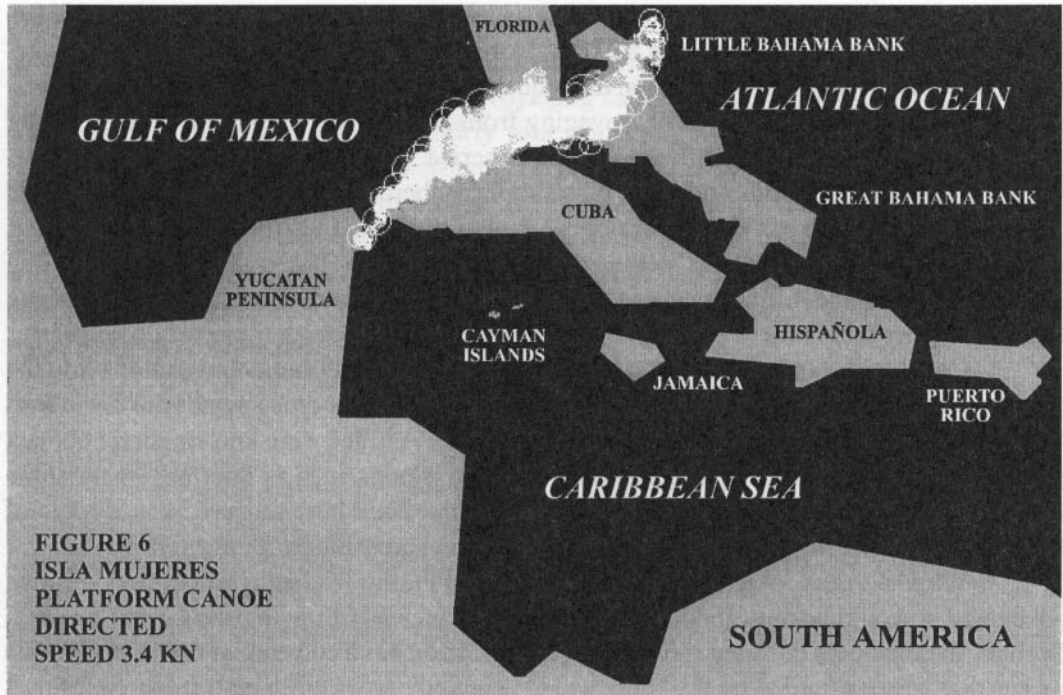 FLORIDA
LITTLE BAHAMA BANK
ATLANTIC OCEAN
GULF OF MEXICO
GREAT BAHAMA BANK
CUBA
YUCATAN
PENINSULA
CAYMAN
ISLANDS
HISPAÑOLA
JAMAICA
PUERTO
RICO
CARIBBEAN SEA
FIGURE 6
ISLA MUJERES
PLATFORM CANOE
DIRECTED
SPEED 3.4 KN
SOUTH AMERICA